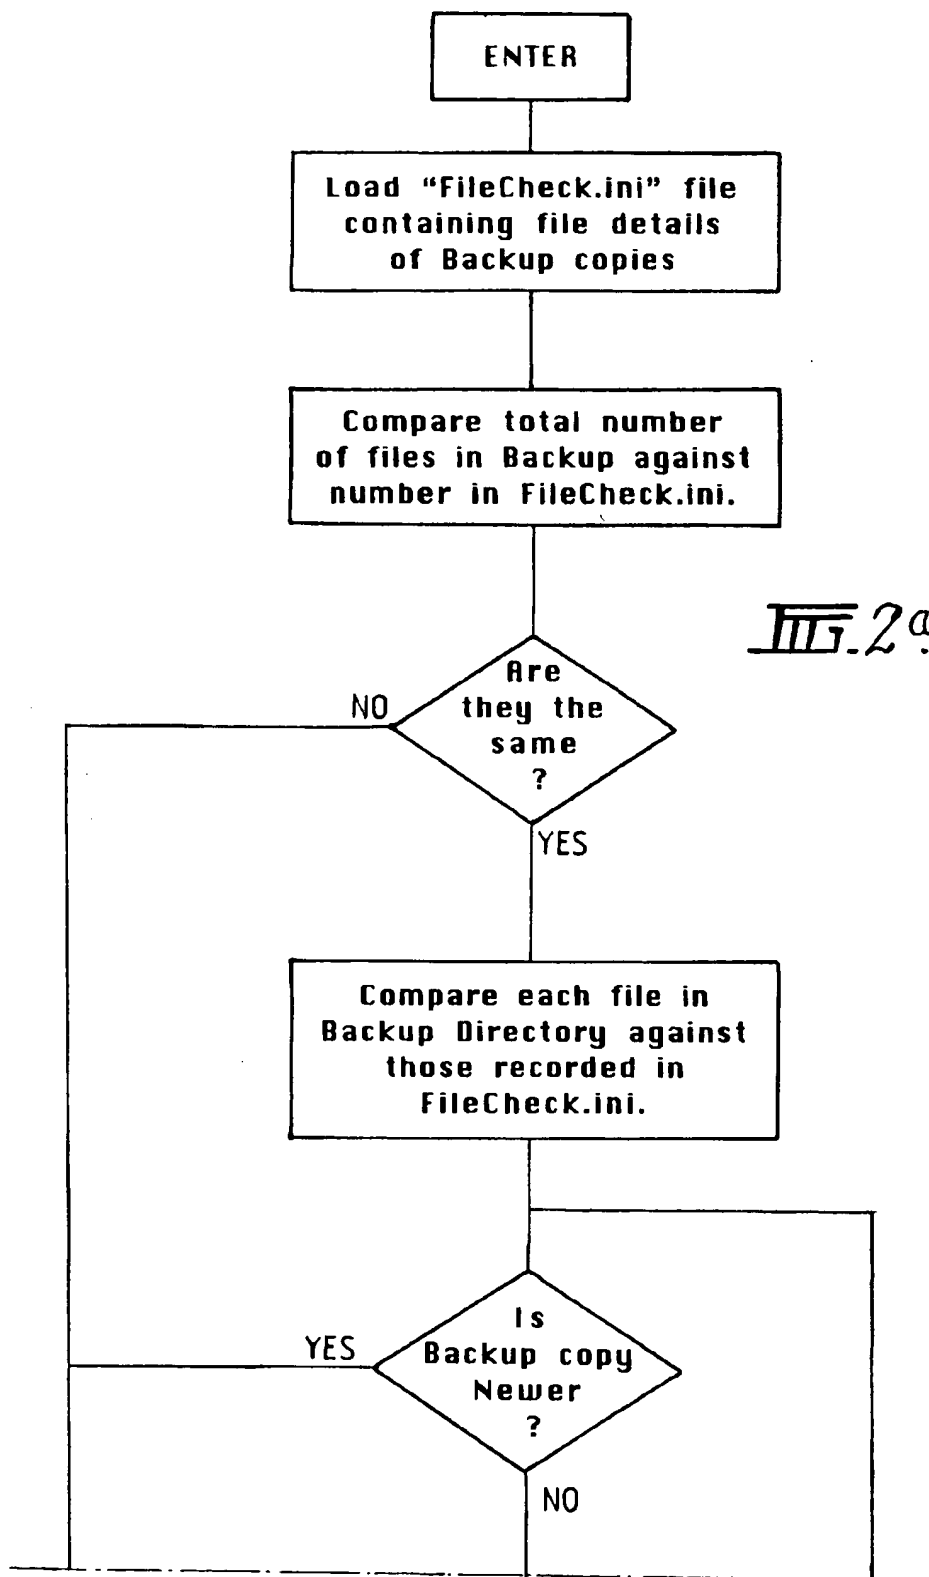 ENTER
Load “FileCheck.ini” file
containing file details
of Backup copies
Compare total number
of files in Backup against
number in FileCheck.ini.
FIG. 2a.
Are
they the
same
?
NO
YES
Compare each file in
Backup Directory against
those recorded in
FileCheck.ini.
Is
Backup copy
Newer
?
YES
NO